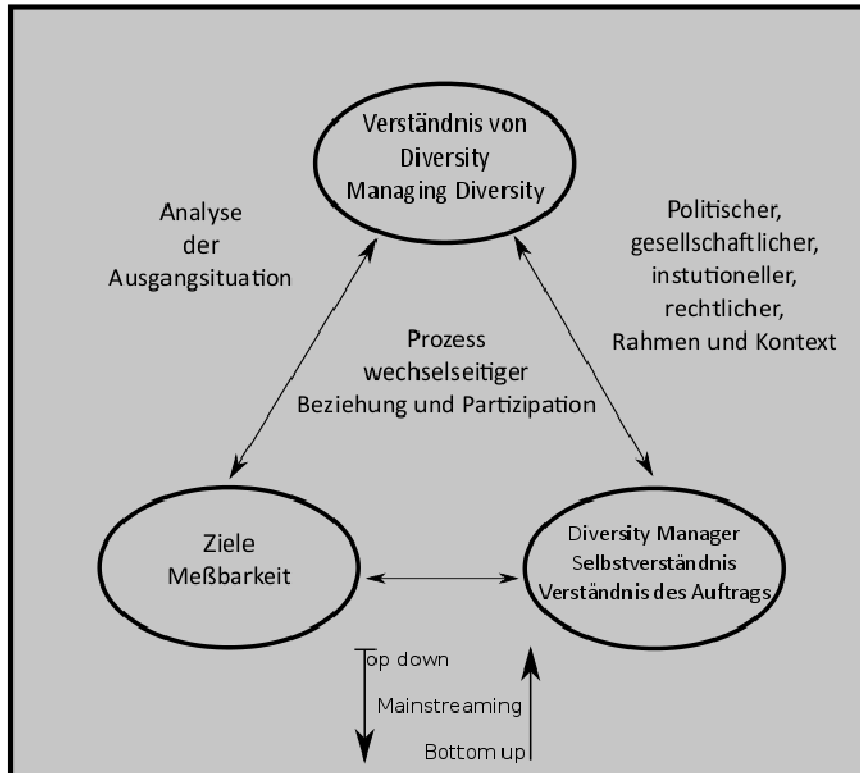 Verständnis von
Diversity
Managing Diversity
Analyse
der
Ausgangsituation
Politischer,
gesellschaftlicher,
instutioneller,
rechtlicher,
Rahmen und Kontext
Prozess
wechselseitiger
Beziehung und Partizipation
Ziele
Meßbarkeit
Diversity Manager
Selbstverständnis
Verständnis des Auftrags
Top down
Mainstreaming
Bottom up